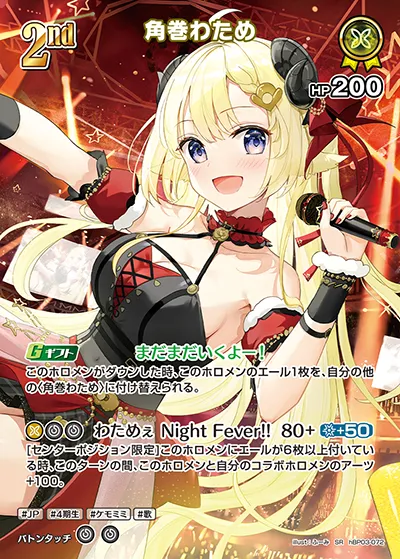 2nd
角巻わため
HP200
Gギフト まだまだいくよー!
このホロメンがダウンした時、このホロメンのエール1枚を、自分の他
の〈角巻わため〉に付け替えられる。
わためぇ Night Fever!! 80+ +50
[センターポジション限定]このホロメンにエールが6枚以上付いてい
る時、このターンの間、このホロメンと自分のコラボホロメンのアーツ
+100。
#JP #4期生 #ケモミミ #歌
バトンタッチ
illust:ふーみ SR hBP03-072